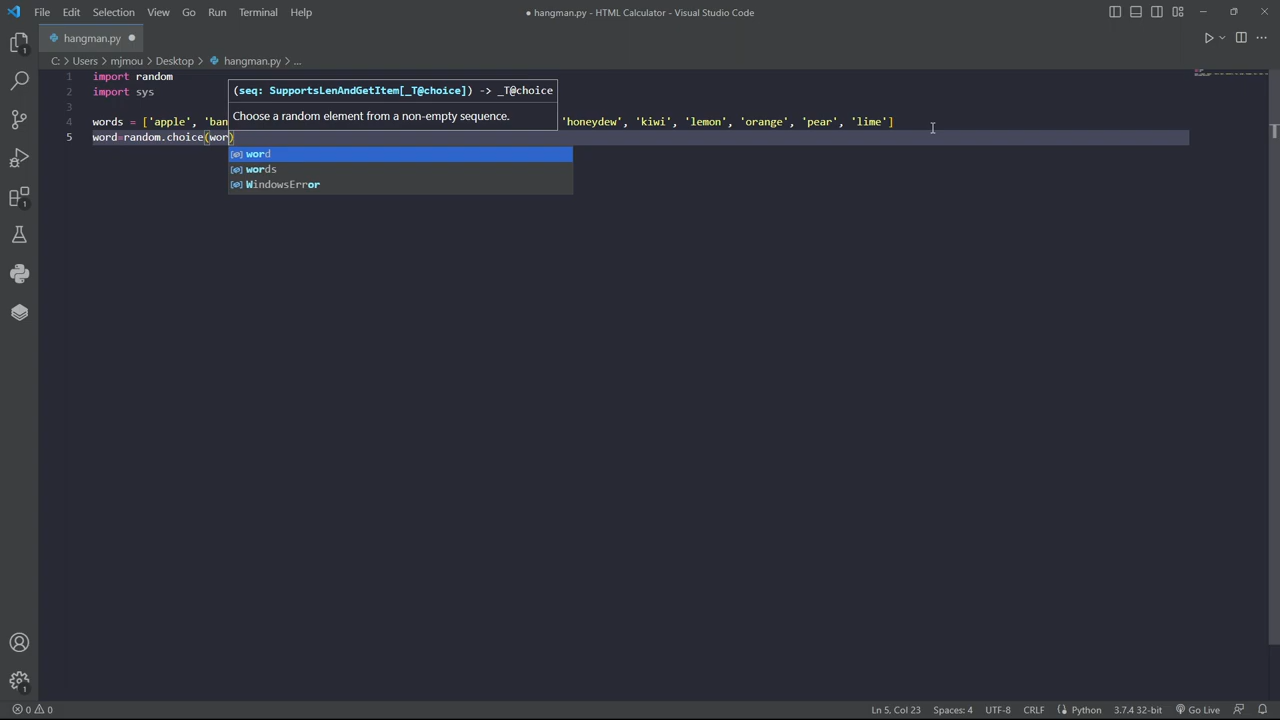 File Edit Selection View Go Run Terminal Help
● hangman.py - HTML Calculator - Visual Studio Code
hangman.py
C: > Users > mjmou > Desktop > hangman.py > ...
1 import random
2 import sys
3
(seq: SupportsLenAndGetItem[_T@choice]) -> _T@choice
Choose a random element from a non-empty sequence.
4 words = ['apple', 'ban 'honeydew', 'kiwi', 'lemon', 'orange', 'pear', 'lime']
5 word=random.choice(wor)
word
words
WindowsError
1
1
1
0 0
Ln 5, Col 23 Spaces: 4 UTF-8 CRLF Python 3.7.4 32-bit Go Live